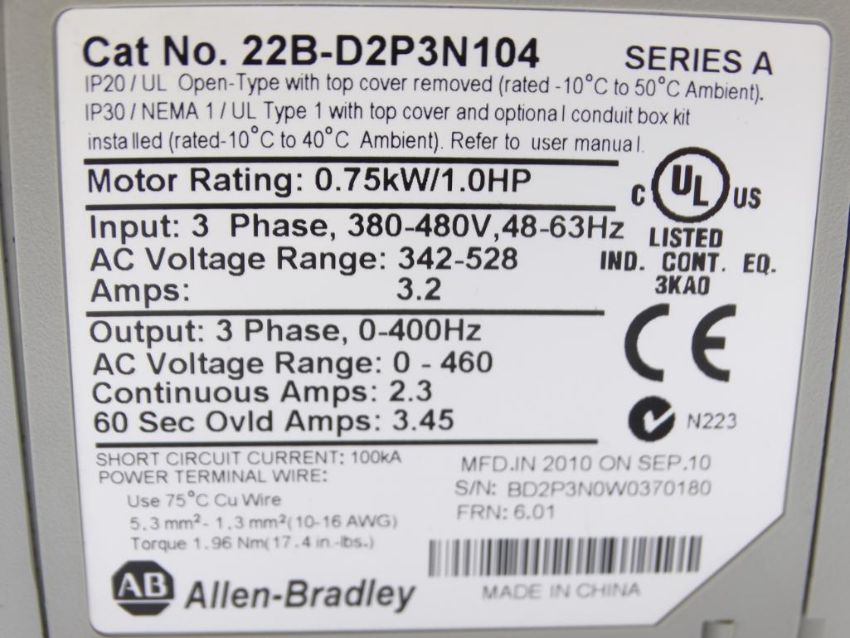 Cat No. 22B-D2P3N104 SERIES A
IP20 / UL Open-Type with top cover removed (rated -10°C to 50°C Ambient).
IP30 / NEMA 1 / UL Type 1 with top cover and optional conduit box kit
installed (rated-10°C to 40°C Ambient). Refer to user manual.
Motor Rating: 0.75kW/1.0HP
C UL US
LISTED
IND. CONT. EQ.
3KA0
Input: 3 Phase, 380-480V,48-63Hz
AC Voltage Range: 342-528
Amps: 3.2
Output: 3 Phase, 0-400Hz
AC Voltage Range: 0 - 460
Continuous Amps: 2.3
60 Sec Ovld Amps: 3.45
CE
N223
SHORT CIRCUIT CURRENT: 100kA
POWER TERMINAL WIRE:
Use 75°C Cu Wire
5.3 mm²- 1.3 mm²(10-16 AWG)
Torque 1.96 Nm(17.4 in.-lbs.)
MFD.IN 2010 ON SEP.10
S/N: BD2P3N0W0370180
FRN: 6.01
MADE IN CHINA
AB Allen-Bradley